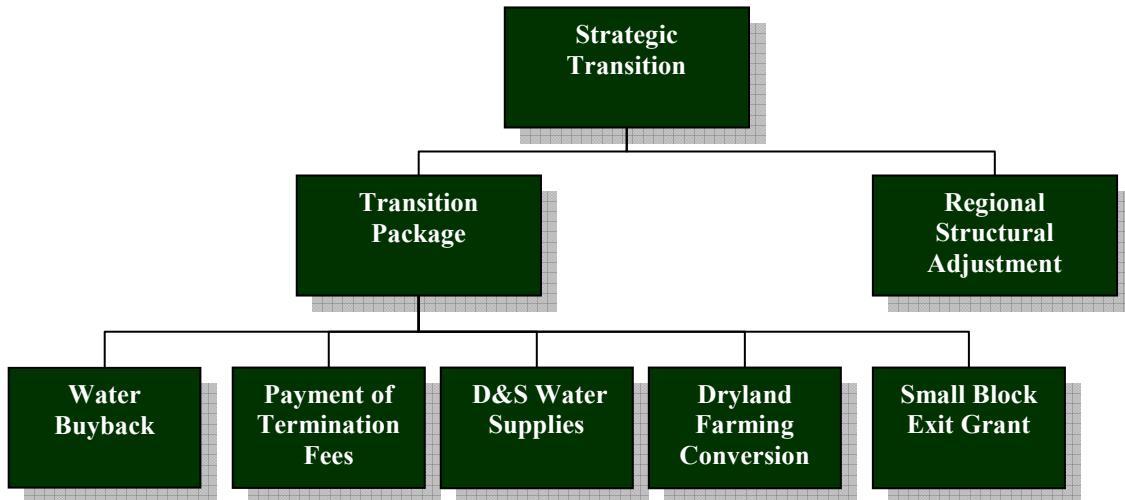 Strategic
Transition
Transition
Package
Regional
Structural
Adjustment
Water
Buyback
Payment of
Termination
Fees
D&S Water
Supplies
Dryland
Farming
Conversion
Small Block
Exit Grant